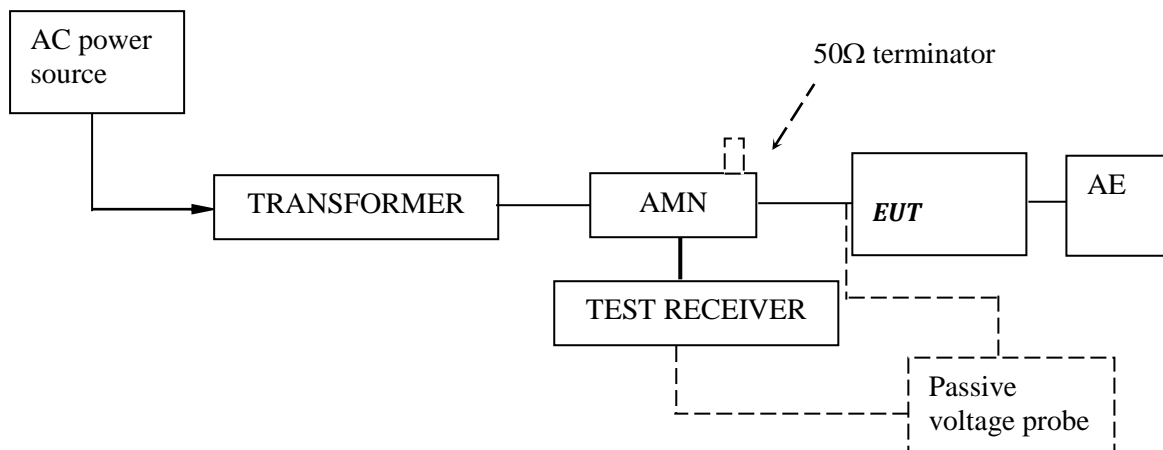 AC power
source
50Ω terminator
TRANSFORMER
AMN
EUT
AE
TEST RECEIVER
Passive
voltage probe